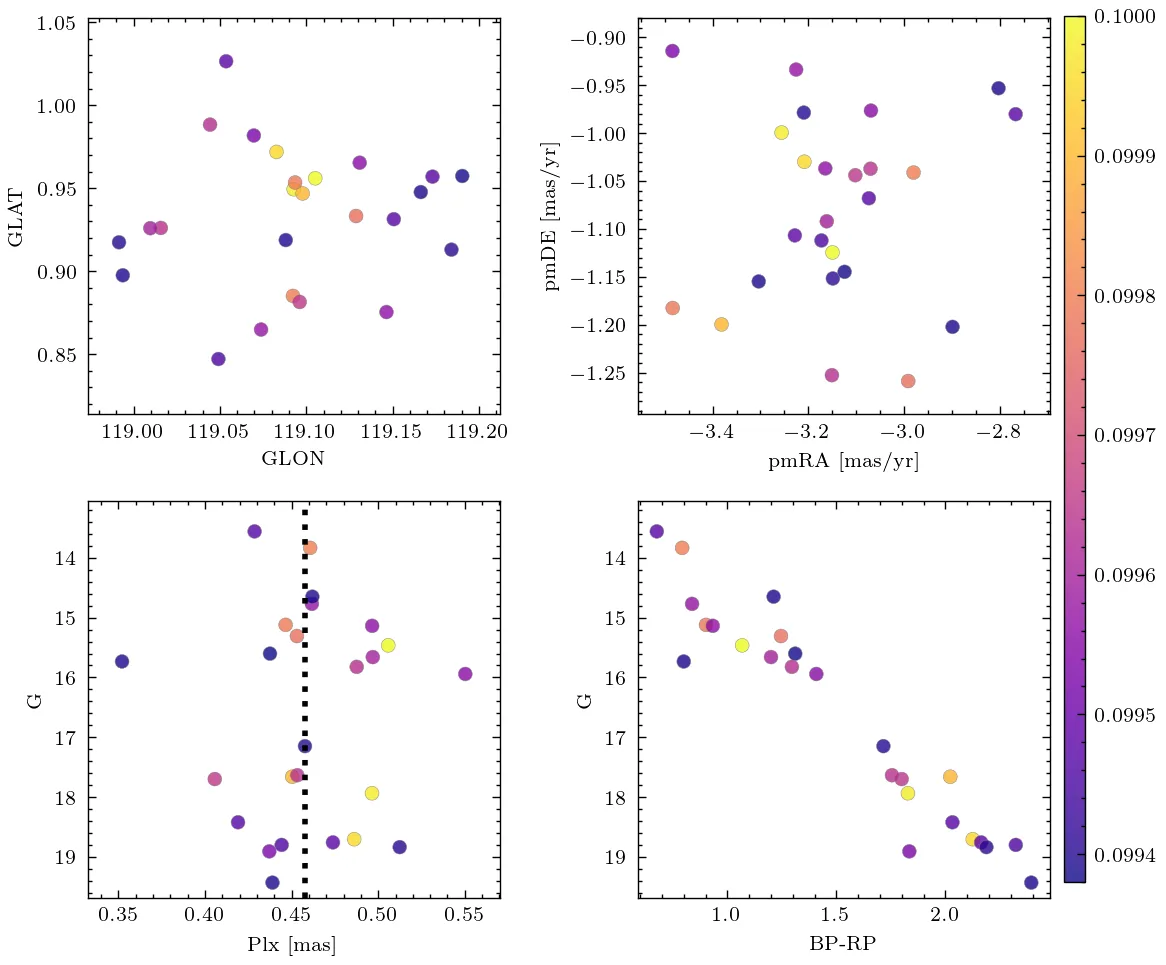 1.05
1.00
0.95
0.90
0.85
GLAT
119.00 119.05 119.10 119.15 119.20
GLON
−0.90
−0.95
−1.00
−1.05
−1.10
−1.15
−1.20
−1.25
pmDE [mas/yr]
−3.4 −3.2 −3.0 −2.8
pmRA [mas/yr]
14
15
16
17
18
19
G
0.35 0.40 0.45 0.50 0.55
Plx [mas]
14
15
16
17
18
19
G
1.0 1.5 2.0
BP-RP
0.1000
0.0999
0.0998
0.0997
0.0996
0.0995
0.0994